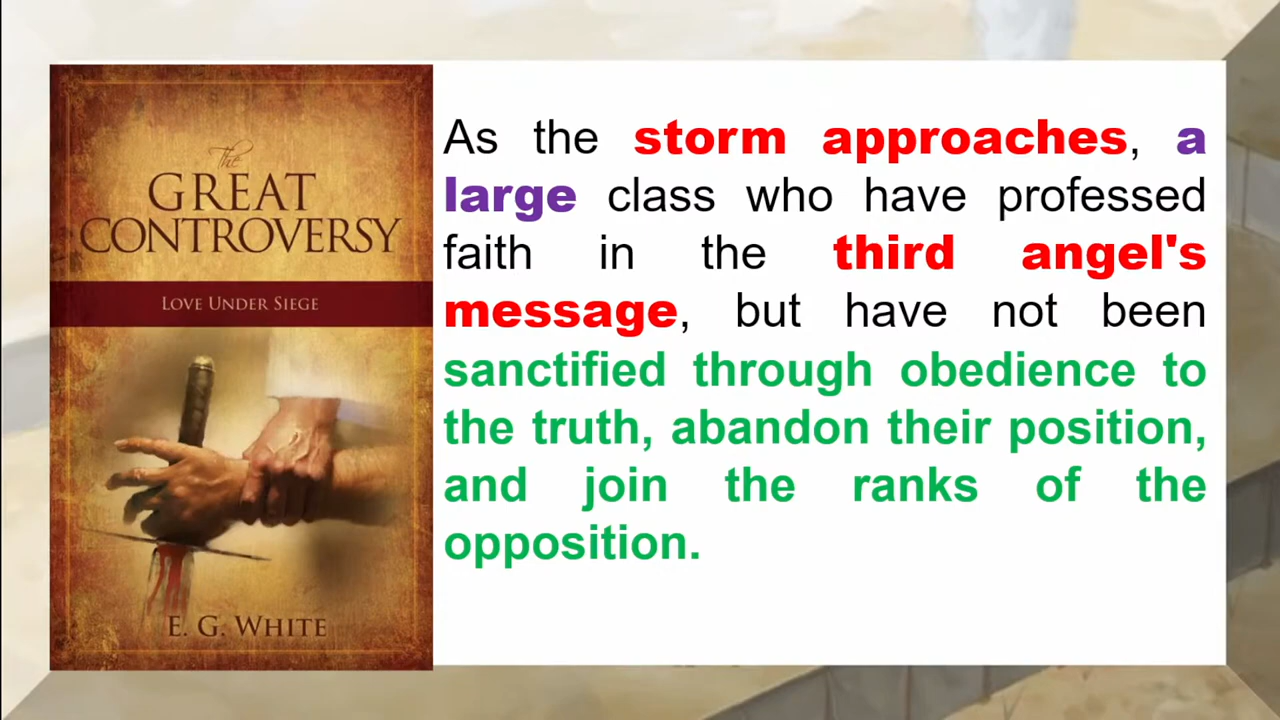 The
GREAT
CONTROVERSY
LOVE UNDER SIEGE
E. G. WHITE
As the storm approaches, a
large class who have professed
faith in the third angel's
message, but have not been
sanctified through obedience to
the truth, abandon their position,
and join the ranks of the
opposition.